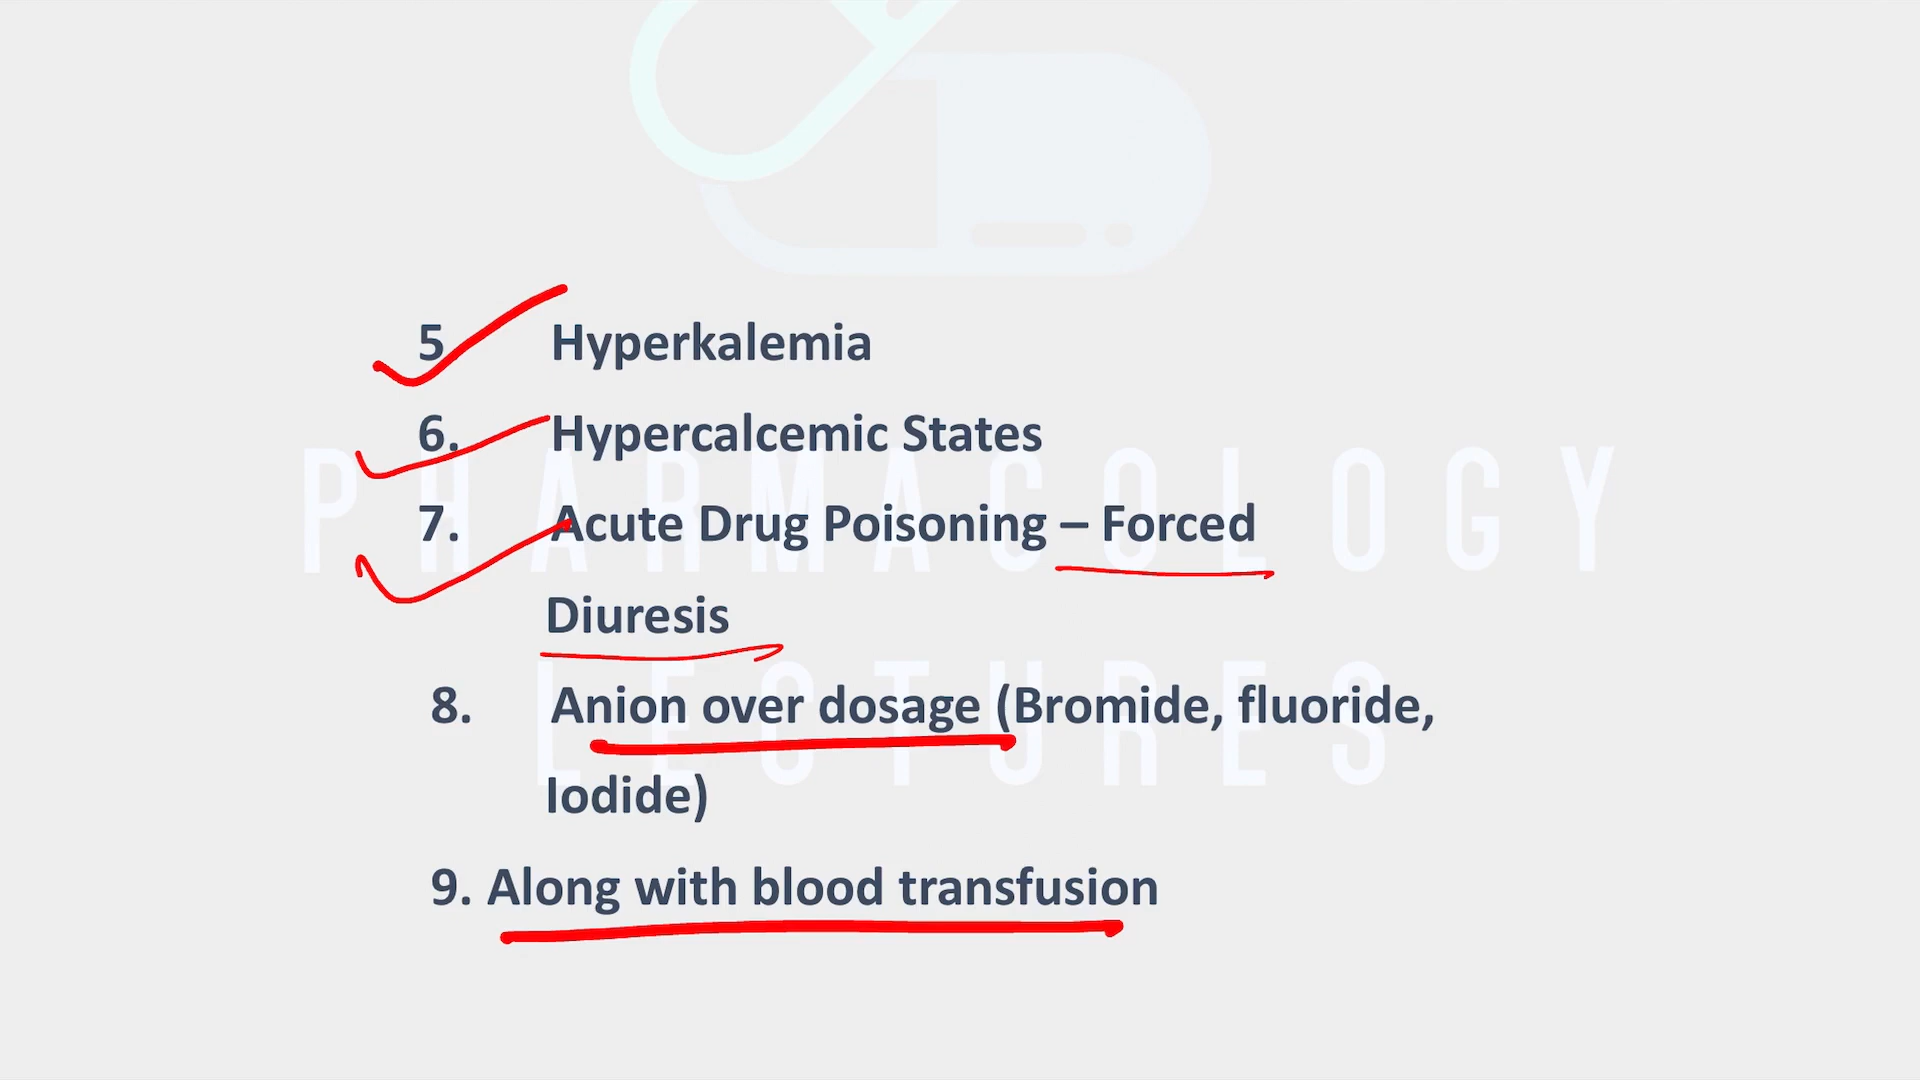 5. Hyperkalemia
6. Hypercalcemic States
7. Acute Drug Poisoning – Forced
Diuresis
8. Anion over dosage (Bromide, fluoride,
Iodide)
9. Along with blood transfusion
PHARMACOLOGY
LECTURES